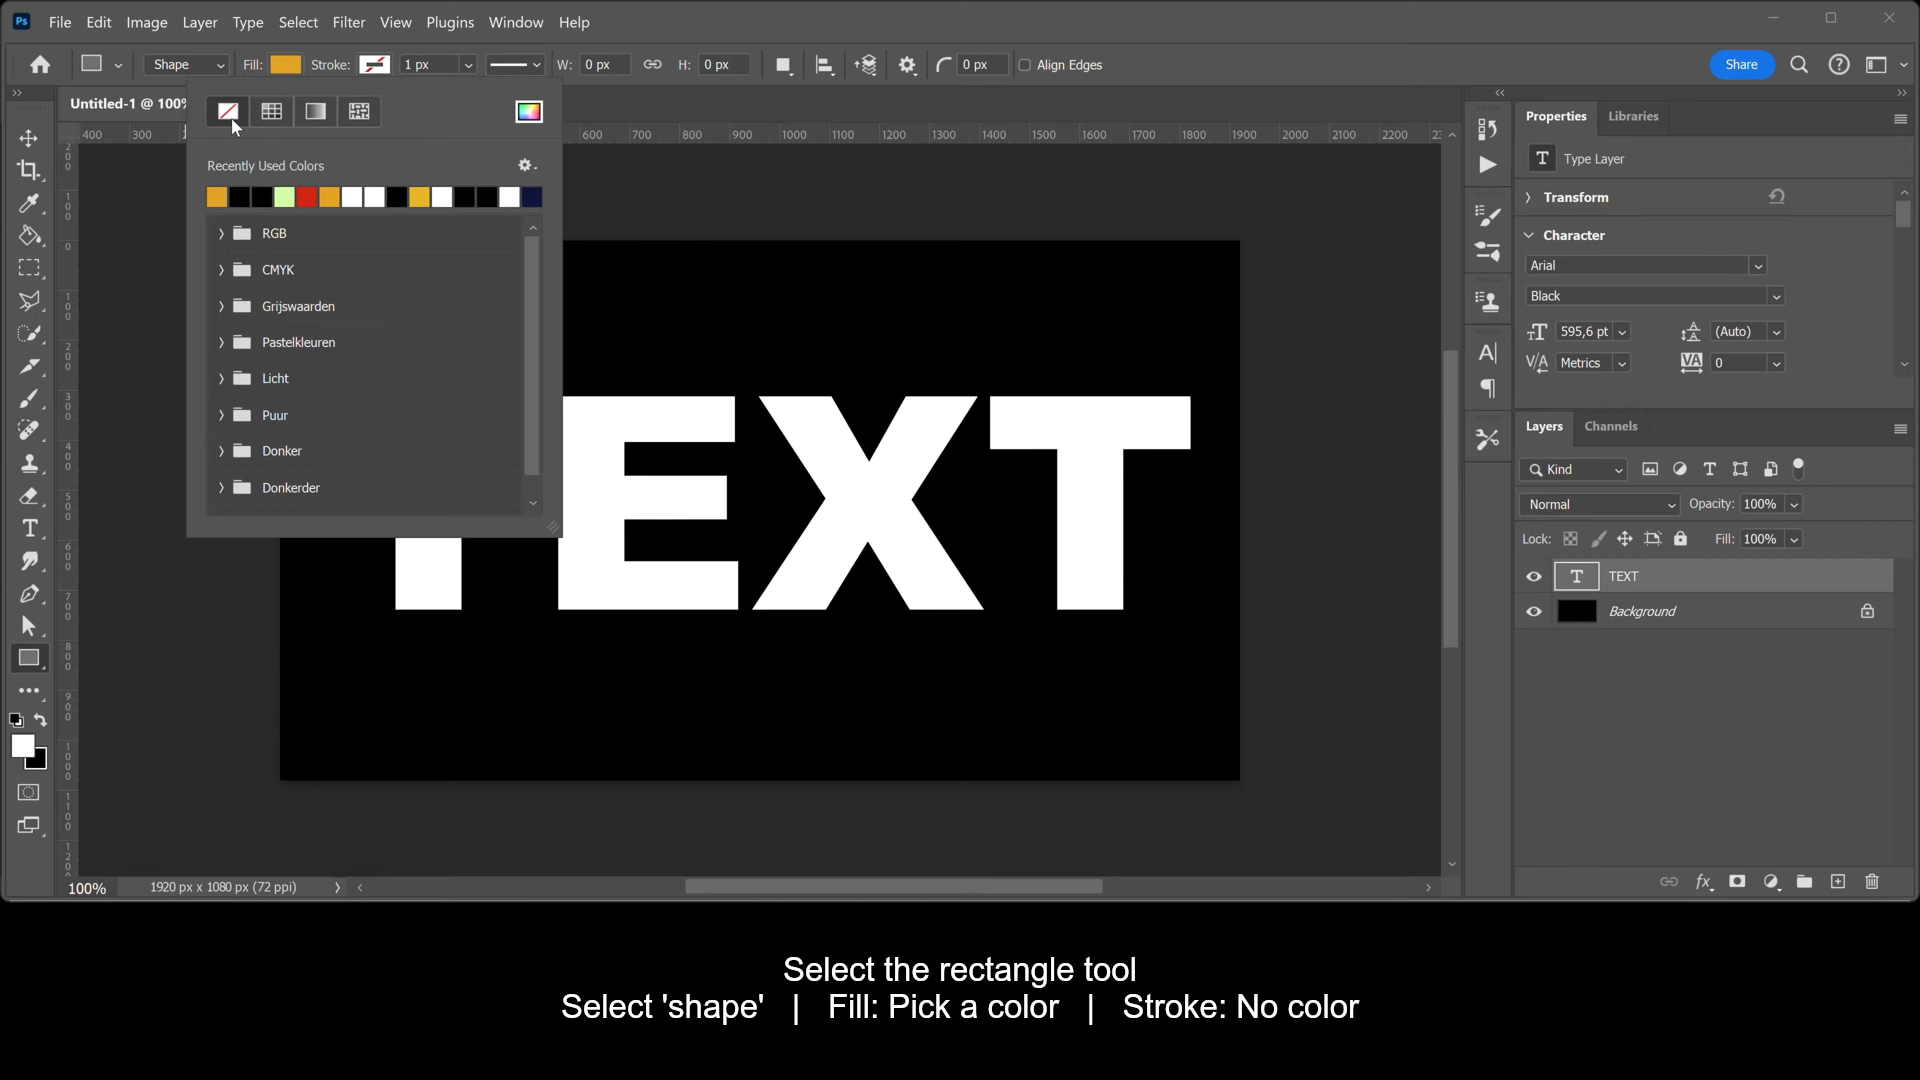 Ps File Edit Image Layer Type Select Filter View Plugins Window Help
Shape Fill: Stroke: 1 px W: 0 px H: 0 px 0 px Align Edges Share
Untitled-1 @ 100%
400 300 600 700 800 900 1000 1100 1200 1300 1400 1500 1600 1700 1800 1900 2000 2100 2200
Recently Used Colors
RGB
CMYK
Grijswaarden
Pastelkleuren
Licht
Puur
Donker
Donkerder
TEXT
100% 1920 px x 1080 px (72 ppi)
Properties Libraries
T Type Layer
Transform
Character
Arial
Black
595,6 pt (Auto)
Metrics 0
Layers Channels
Kind
Normal Opacity: 100%
Lock: Fill: 100%
T TEXT
Background
fx
Select the rectangle tool
Select 'shape' | Fill: Pick a color | Stroke: No color